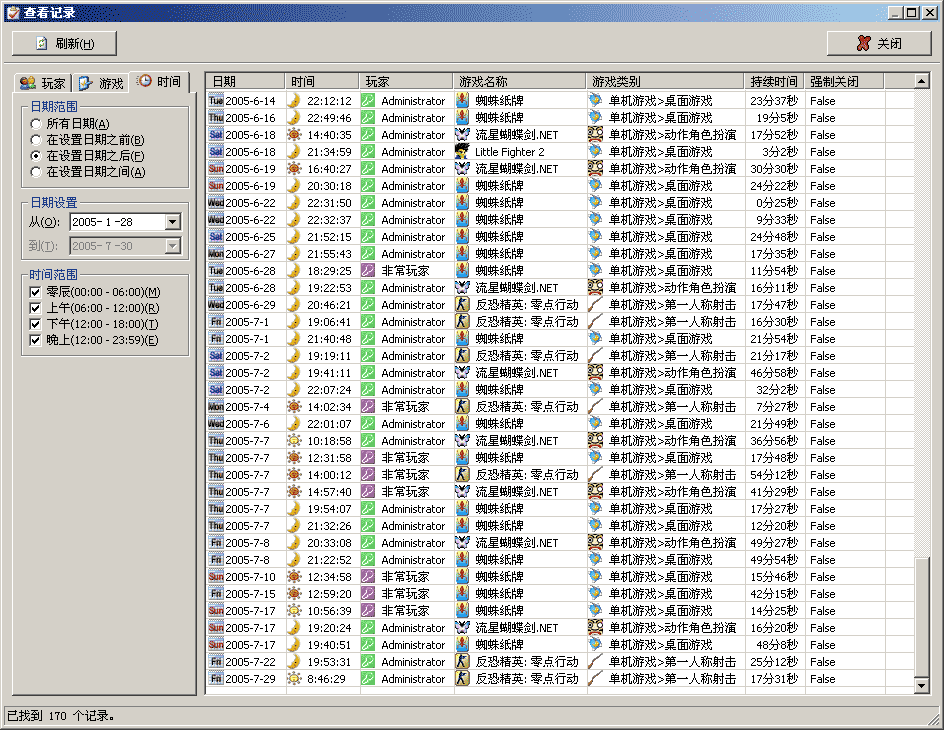 查看记录
刷新(H) 关闭
玩家 游戏 时间
日期范围
所有日期(A)
在设置日期之前(B)
在设置日期之后(F)
在设置日期之间(A)
日期设置
从(O): 2005- 1 -28
到(T): 2005- 7 -30
时间范围
零辰(00:00 - 06:00)(M)
上午(06:00 - 12:00)(R)
下午(12:00 - 18:00)(T)
晚上(12:00 - 23:59)(E)
日期 时间 玩家 游戏名称 游戏类别 持续时间 强制关闭
Tue 2005-6-14 22:12:12 Administrator 蜘蛛纸牌 单机游戏>桌面游戏 23分37秒 False
Thu 2005-6-16 22:49:46 Administrator 蜘蛛纸牌 单机游戏>桌面游戏 19分5秒 False
Sat 2005-6-18 14:40:35 Administrator 流星蝴蝶剑.NET 单机游戏>动作角色扮演 17分52秒 False
Sat 2005-6-18 21:34:59 Administrator Little Fighter 2 单机游戏>桌面游戏 3分2秒 False
Sun 2005-6-19 16:40:27 Administrator 流星蝴蝶剑.NET 单机游戏>动作角色扮演 30分30秒 False
Sun 2005-6-19 20:30:18 Administrator 蜘蛛纸牌 单机游戏>桌面游戏 24分22秒 False
Wed 2005-6-22 22:31:50 Administrator 蜘蛛纸牌 单机游戏>桌面游戏 0分25秒 False
Wed 2005-6-22 22:32:37 Administrator 蜘蛛纸牌 单机游戏>桌面游戏 9分33秒 False
Sat 2005-6-25 21:52:15 Administrator 蜘蛛纸牌 单机游戏>桌面游戏 24分48秒 False
Mon 2005-6-27 21:55:43 Administrator 蜘蛛纸牌 单机游戏>桌面游戏 17分35秒 False
Tue 2005-6-28 18:29:25 非常玩家 蜘蛛纸牌 单机游戏>桌面游戏 11分54秒 False
Tue 2005-6-28 19:22:53 Administrator 流星蝴蝶剑.NET 单机游戏>动作角色扮演 16分11秒 False
Wed 2005-6-29 20:46:21 Administrator 反恐精英: 零点行动 单机游戏>第一人称射击 17分47秒 False
Fri 2005-7-1 19:06:41 Administrator 反恐精英: 零点行动 单机游戏>第一人称射击 16分30秒 False
Fri 2005-7-1 21:40:48 Administrator 蜘蛛纸牌 单机游戏>桌面游戏 21分54秒 False
Sat 2005-7-2 19:19:11 Administrator 反恐精英: 零点行动 单机游戏>第一人称射击 21分17秒 False
Sat 2005-7-2 19:41:11 Administrator 流星蝴蝶剑.NET 单机游戏>动作角色扮演 46分58秒 False
Sat 2005-7-2 22:07:24 Administrator 蜘蛛纸牌 单机游戏>桌面游戏 32分2秒 False
Mon 2005-7-4 14:02:34 非常玩家 反恐精英: 零点行动 单机游戏>第一人称射击 7分27秒 False
Wed 2005-7-6 22:01:07 Administrator 蜘蛛纸牌 单机游戏>桌面游戏 21分49秒 False
Thu 2005-7-7 10:18:58 Administrator 流星蝴蝶剑.NET 单机游戏>动作角色扮演 36分56秒 False
Thu 2005-7-7 12:31:58 非常玩家 蜘蛛纸牌 单机游戏>桌面游戏 17分48秒 False
Thu 2005-7-7 14:00:12 非常玩家 反恐精英: 零点行动 单机游戏>第一人称射击 54分12秒 False
Thu 2005-7-7 14:57:40 非常玩家 流星蝴蝶剑.NET 单机游戏>动作角色扮演 41分29秒 False
Thu 2005-7-7 19:54:07 Administrator 蜘蛛纸牌 单机游戏>桌面游戏 17分27秒 False
Thu 2005-7-7 21:32:26 Administrator 蜘蛛纸牌 单机游戏>桌面游戏 12分20秒 False
Fri 2005-7-8 20:33:08 Administrator 流星蝴蝶剑.NET 单机游戏>动作角色扮演 49分27秒 False
Fri 2005-7-8 21:22:52 Administrator 蜘蛛纸牌 单机游戏>桌面游戏 49分54秒 False
Sun 2005-7-10 12:34:58 非常玩家 蜘蛛纸牌 单机游戏>桌面游戏 15分46秒 False
Fri 2005-7-15 12:59:20 非常玩家 蜘蛛纸牌 单机游戏>桌面游戏 42分15秒 False
Sun 2005-7-17 10:56:39 非常玩家 蜘蛛纸牌 单机游戏>桌面游戏 14分25秒 False
Sun 2005-7-17 19:20:24 Administrator 流星蝴蝶剑.NET 单机游戏>动作角色扮演 16分20秒 False
Sun 2005-7-17 19:40:51 Administrator 蜘蛛纸牌 单机游戏>桌面游戏 48分8秒 False
Fri 2005-7-22 19:53:31 Administrator 反恐精英: 零点行动 单机游戏>第一人称射击 25分12秒 False
Fri 2005-7-29 8:46:29 Administrator 反恐精英: 零点行动 单机游戏>第一人称射击 17分31秒 False
已找到 170 个记录。